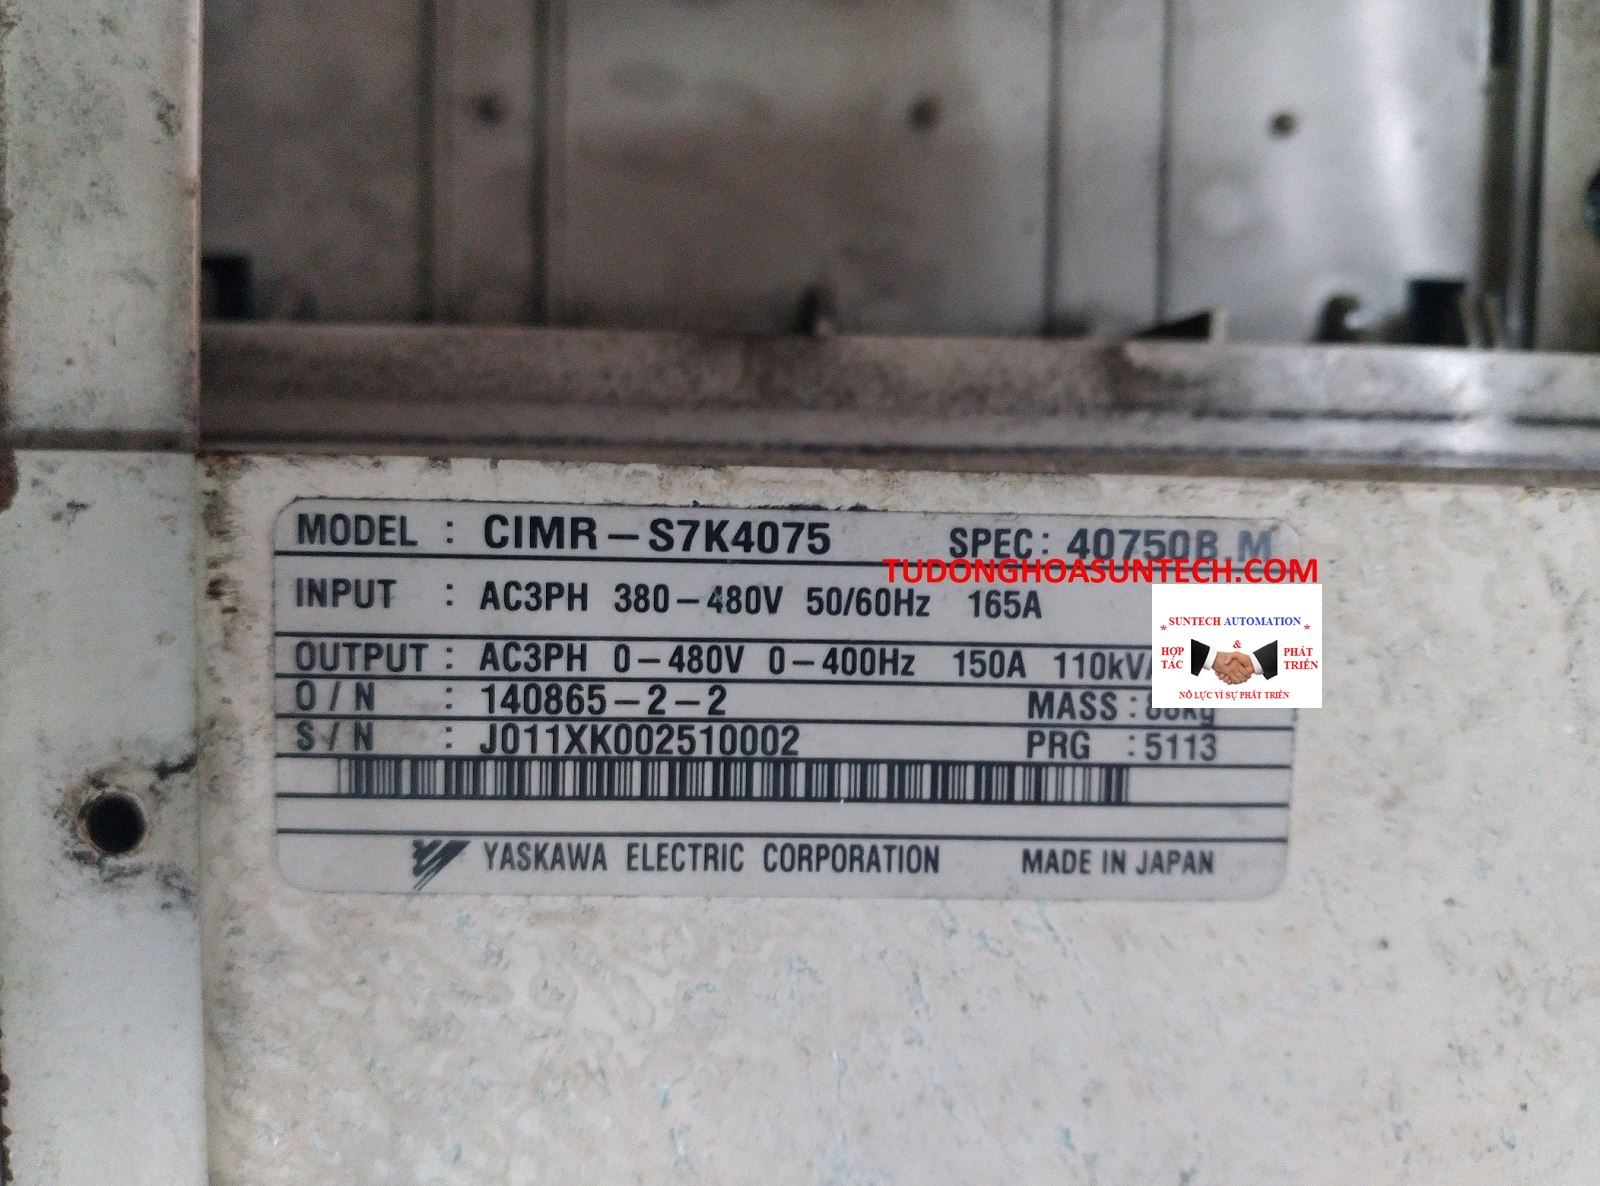 MODEL : CIMR-S7K4075 SPEC: 40750B.M
TUDONGHOASUNTECH.COM
INPUT : AC3PH 380-480V 50/60Hz 165A
* SUNTECH AUTOMATION *
HỢP TÁC & PHÁT TRIỂN
NỖ LỰC VÌ SỰ PHÁT TRIỂN
OUTPUT : AC3PH 0-480V 0-400Hz 150A 110kV
O/N : 140865-2-2 MASS :
S/N : J011XK002510002 PRG : 5113
YASKAWA ELECTRIC CORPORATION MADE IN JAPAN